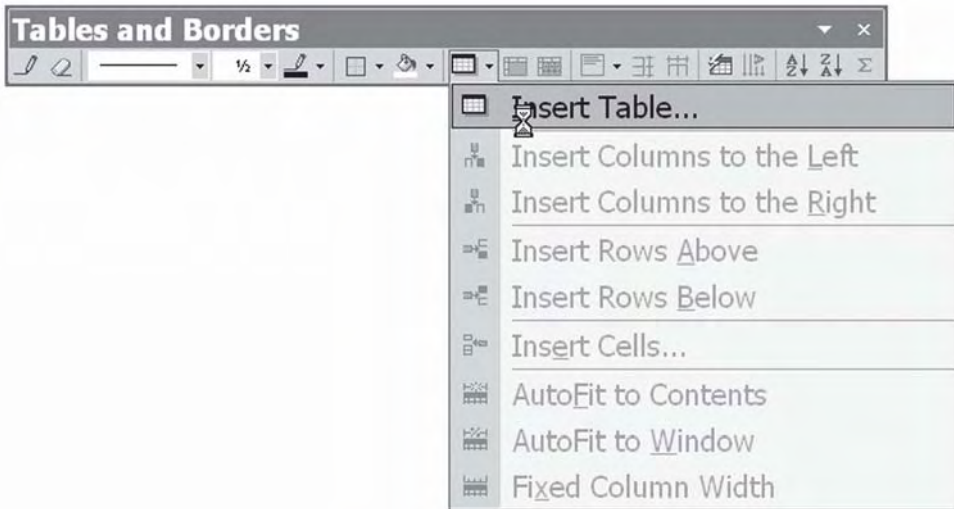 Tables and Borders
½
Insert Table...
Insert Columns to the Left
Insert Columns to the Right
Insert Rows Above
Insert Rows Below
Insert Cells...
AutoFit to Contents
AutoFit to Window
Fixed Column Width